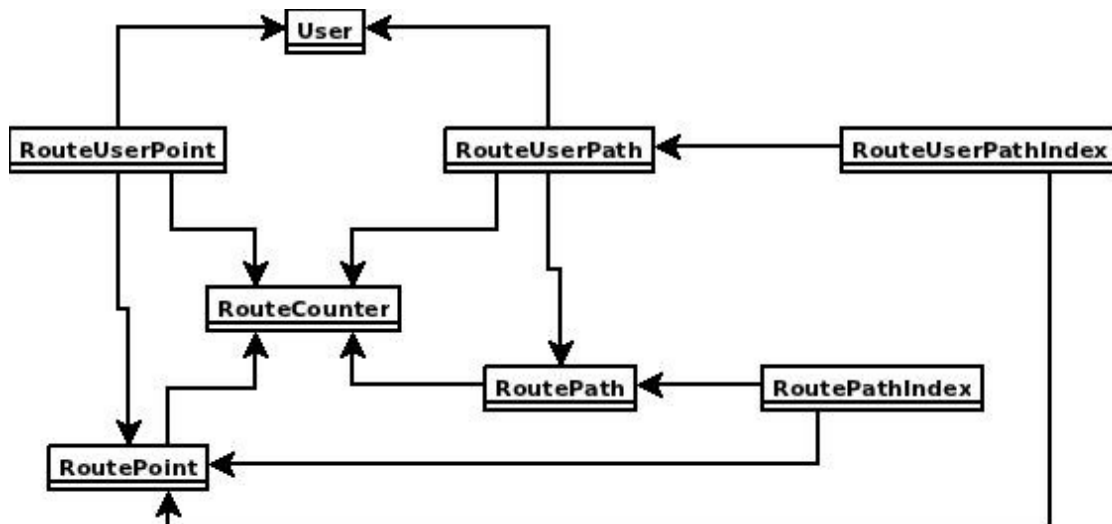 User
RouteUserPoint
RouteUserPath
RouteUserPathIndex
RouteCounter
RoutePath
RoutePathIndex
RoutePoint